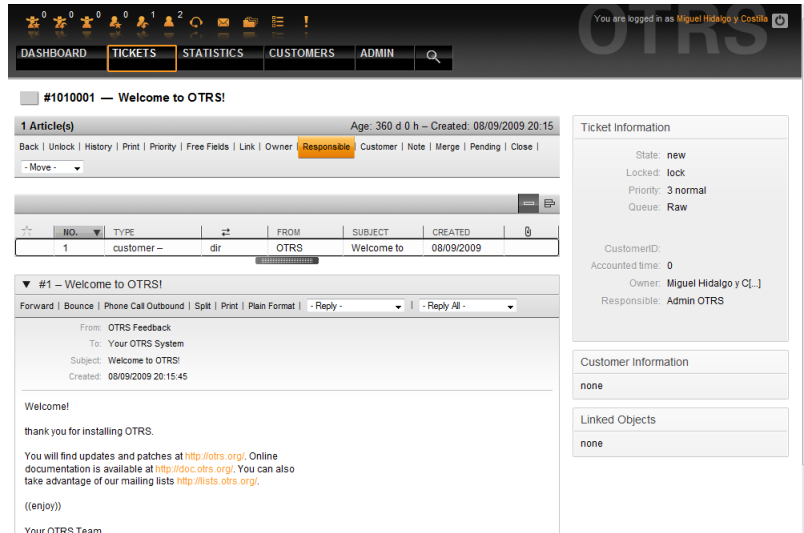 0 0 0 0 1 2 !
You are logged in as Miguel Hidalgo y Costilla
OTRS
DASHBOARD TICKETS STATISTICS CUSTOMERS ADMIN
#1010001 — Welcome to OTRS!
1 Article(s) Age: 360 d 0 h – Created: 08/09/2009 20:15
Back | Unlock | History | Print | Priority | Free Fields | Link | Owner | Responsible | Customer | Note | Merge | Pending | Close |
- Move -
NO. TYPE FROM SUBJECT CREATED
1 customer – dir OTRS Welcome to 08/09/2009
#1 – Welcome to OTRS!
Forward | Bounce | Phone Call Outbound | Split | Print | Plain Format | - Reply - | - Reply All -
From: OTRS Feedback
To: Your OTRS System
Subject: Welcome to OTRS!
Created: 08/09/2009 20:15:45
Welcome!
thank you for installing OTRS.
You will find updates and patches at http://otrs.org/. Online
documentation is available at http://doc.otrs.org/. You can also
take advantage of our mailing lists http://lists.otrs.org/.
((enjoy))
Your OTRS Team
Ticket Information
State: new
Locked: lock
Priority: 3 normal
Queue: Raw
CustomerID:
Accounted time: 0
Owner: Miguel Hidalgo y C[...]
Responsible: Admin OTRS
Customer Information
none
Linked Objects
none